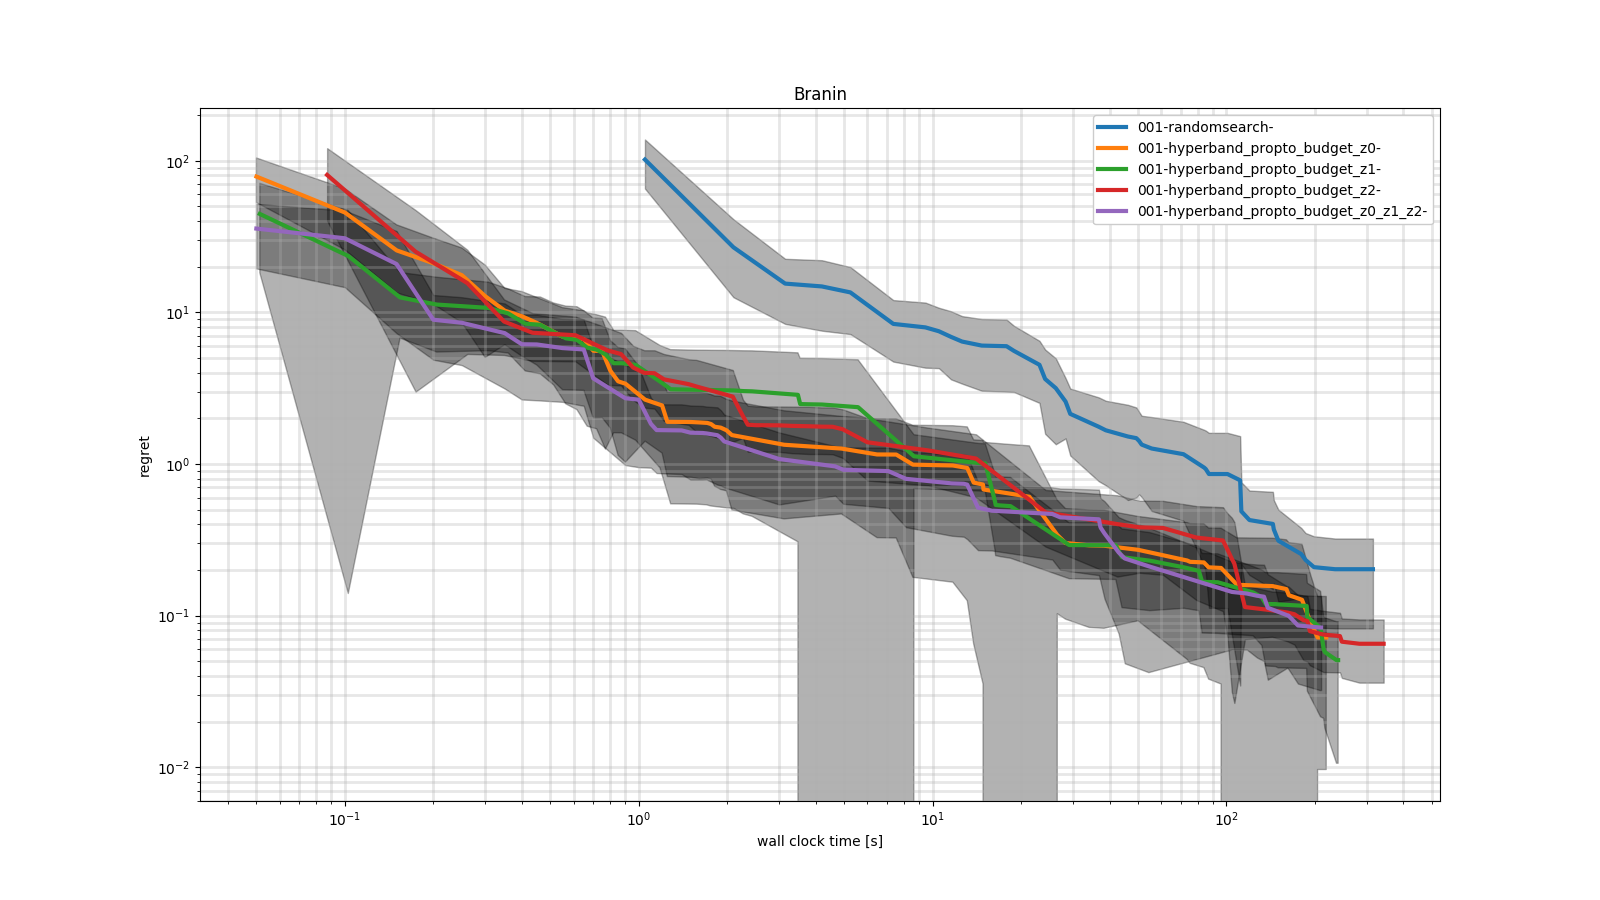 Branin
001-randomsearch-
001-hyperband_propto_budget_z0-
001-hyperband_propto_budget_z1-
001-hyperband_propto_budget_z2-
001-hyperband_propto_budget_z0_z1_z2-
regret
10²
10¹
10⁰
10⁻¹
10⁻²
10⁻¹ 10⁰ 10¹ 10²
wall clock time [s]